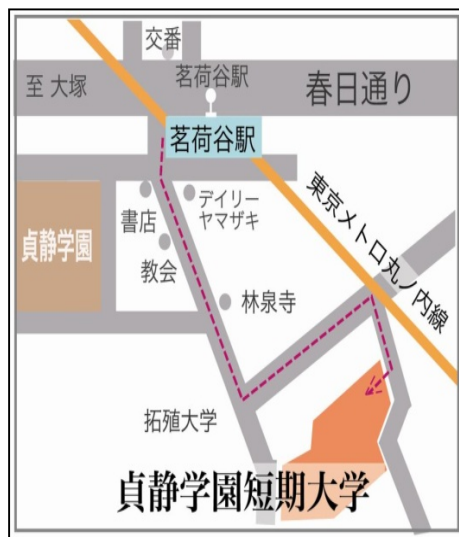 交番
至 大塚
茗荷谷駅
春日通り
茗荷谷駅
書店
デイリー
ヤマザキ
貞静学園
教会
東京メトロ丸ノ内線
林泉寺
拓殖大学
貞静学園短期大学